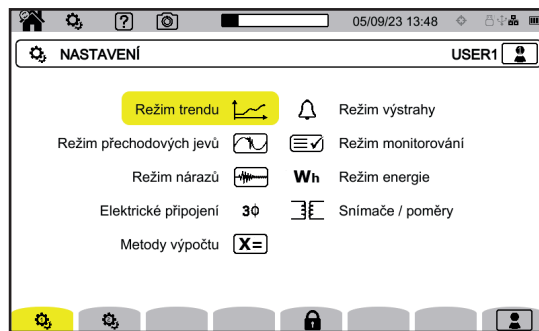 05/09/23 13:48
NASTAVENÍ USER1
Režim trendu Režim výstrahy
Režim přechodových jevů Režim monitorování
Režim nárazů Wh Režim energie
Elektrické připojení 3ϕ Snímače / poměry
Metody výpočtu X=